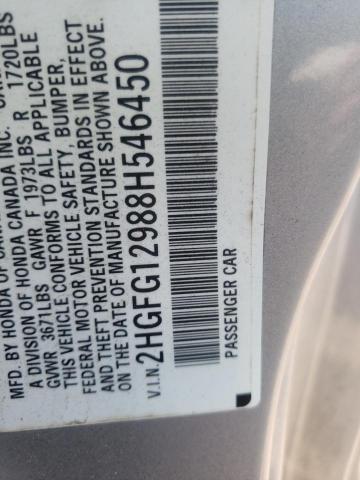 MFD. BY HONDA OF CANADA
A DIVISION OF HONDA CANADA INC.
GVWR 3671LBS GAWR F 1973LBS R 1720LBS
THIS VEHICLE CONFORMS TO ALL APPLICABLE
FEDERAL MOTOR VEHICLE SAFETY, BUMPER,
AND THEFT PREVENTION STANDARDS IN EFFECT
ON THE DATE OF MANUFACTURE SHOWN ABOVE.
V.I.N. 2HGFG12988H546450
PASSENGER CAR